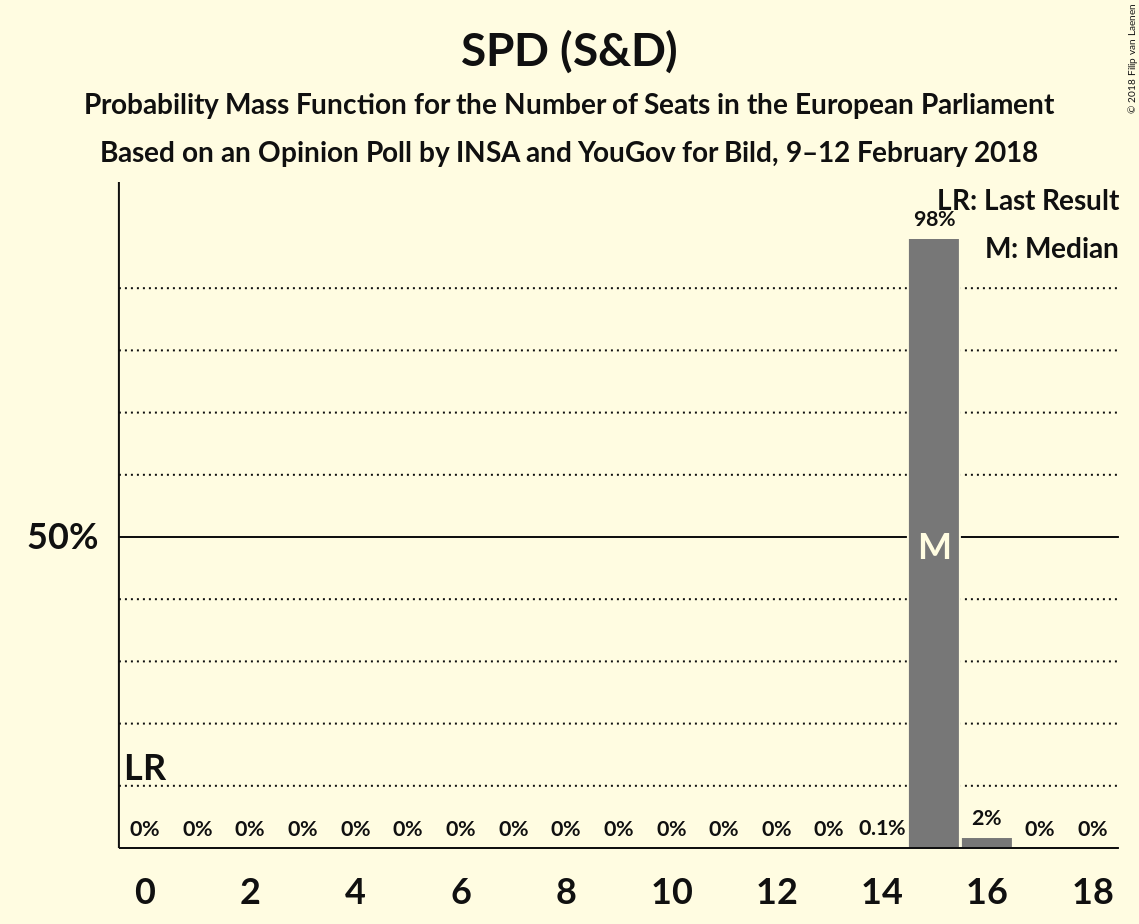 SPD (S&D)
Probability Mass Function for the Number of Seats in the European Parliament
Based on an Opinion Poll by INSA and YouGov for Bild, 9–12 February 2018
© 2018 Filip van Laenen
LR: Last Result
98%
M: Median
50%
M
LR
0% 0% 0% 0% 0% 0% 0% 0% 0% 0% 0% 0% 0% 0% 0.1% 2% 0% 0%
0 2 4 6 8 10 12 14 16 18